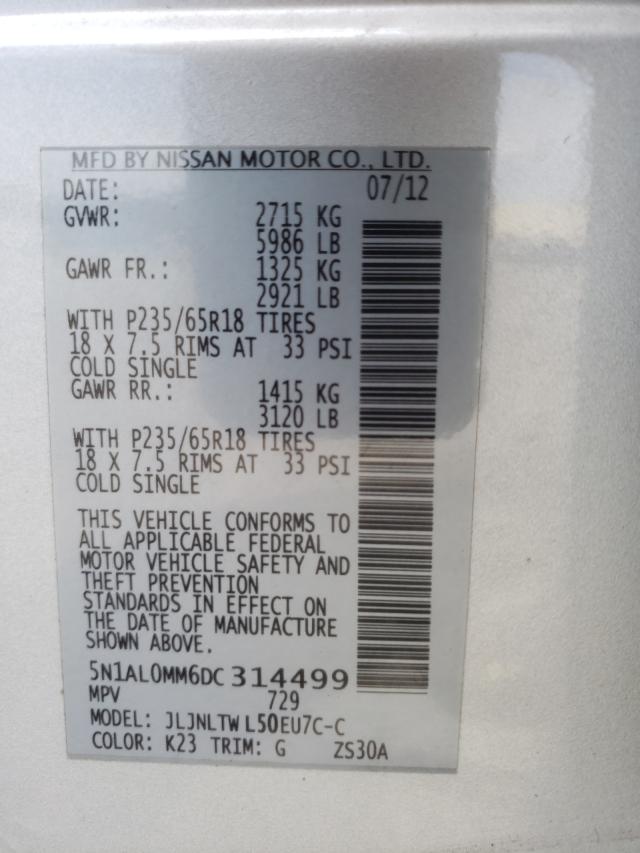 MFD BY NISSAN MOTOR CO., LTD.
DATE: 07/12
GVWR: 2715 KG
5986 LB
GAWR FR.: 1325 KG
2921 LB
WITH P235/65R18 TIRES
18 X 7.5 RIMS AT 33 PSI
COLD SINGLE
GAWR RR.: 1415 KG
3120 LB
WITH P235/65R18 TIRES
18 X 7.5 RIMS AT 33 PSI
COLD SINGLE
THIS VEHICLE CONFORMS TO
ALL APPLICABLE FEDERAL
MOTOR VEHICLE SAFETY AND
THEFT PREVENTION
STANDARDS IN EFFECT ON
THE DATE OF MANUFACTURE
SHOWN ABOVE.
5N1AL0MM6DC314499
MPV 729
MODEL: JLJNLTWL50EU7C-C
COLOR: K23 TRIM: G ZS30A